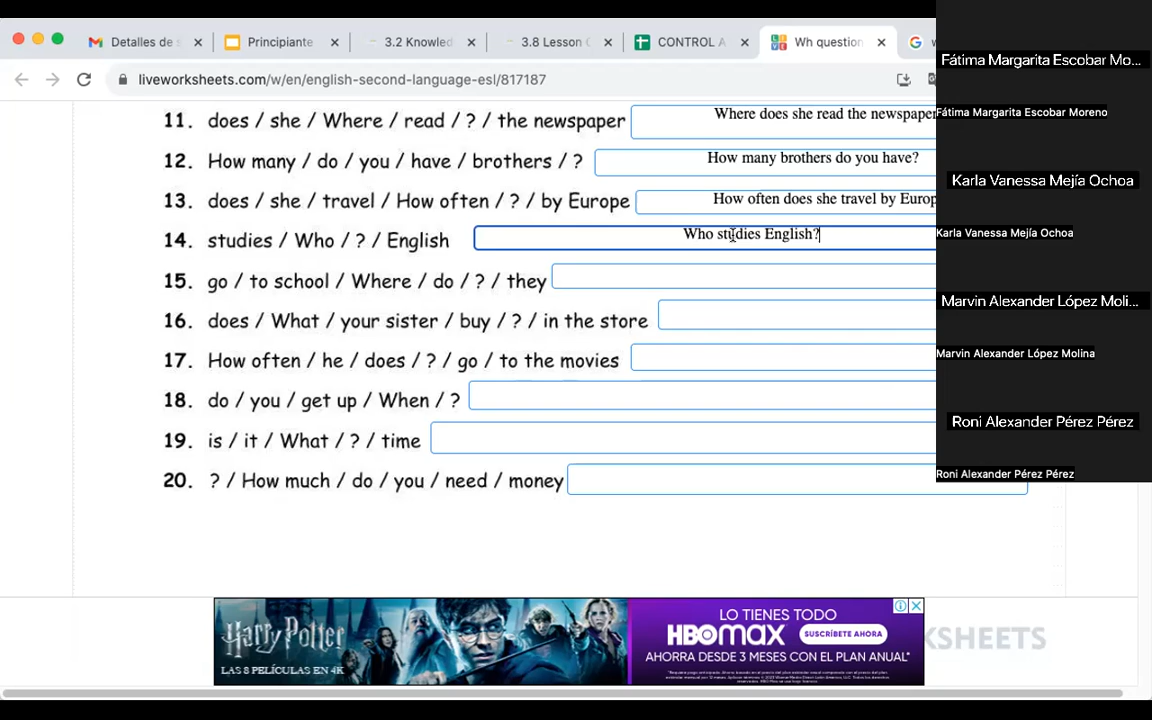 Detalles de
Principiante
3.2 Knowled
3.8 Lesson
CONTROL A
Wh question
liveworksheets.com/w/en/english-second-language-esl/817187
11. does / she / Where / read / ? / the newspaper
Where does she read the newspaper
12. How many / do / you / have / brothers / ?
How many brothers do you have?
13. does / she / travel / How often / ? / by Europe
How often does she travel by Europ
14. studies / Who / ? / English
Who studies English?
15. go / to school / Where / do / ? / they
16. does / What / your sister / buy / ? / in the store
17. How often / he / does / ? / go / to the movies
18. do / you / get up / When / ?
19. is / it / What / ? / time
20. ? / How much / do / you / need / money
Fátima Margarita Escobar Mo...
Fátima Margarita Escobar Moreno
Karla Vanessa Mejía Ochoa
Karla Vanessa Mejía Ochoa
Marvin Alexander López Moli...
Marvin Alexander López Molina
Roni Alexander Pérez Pérez
Roni Alexander Pérez Pérez
Harry Potter
LAS 8 PELÍCULAS EN 4K
LO TIENES TODO
HBOMAX
SUSCRÍBETE AHORA
AHORRA DESDE 3 MESES CON EL PLAN ANUAL*
KSHEETS